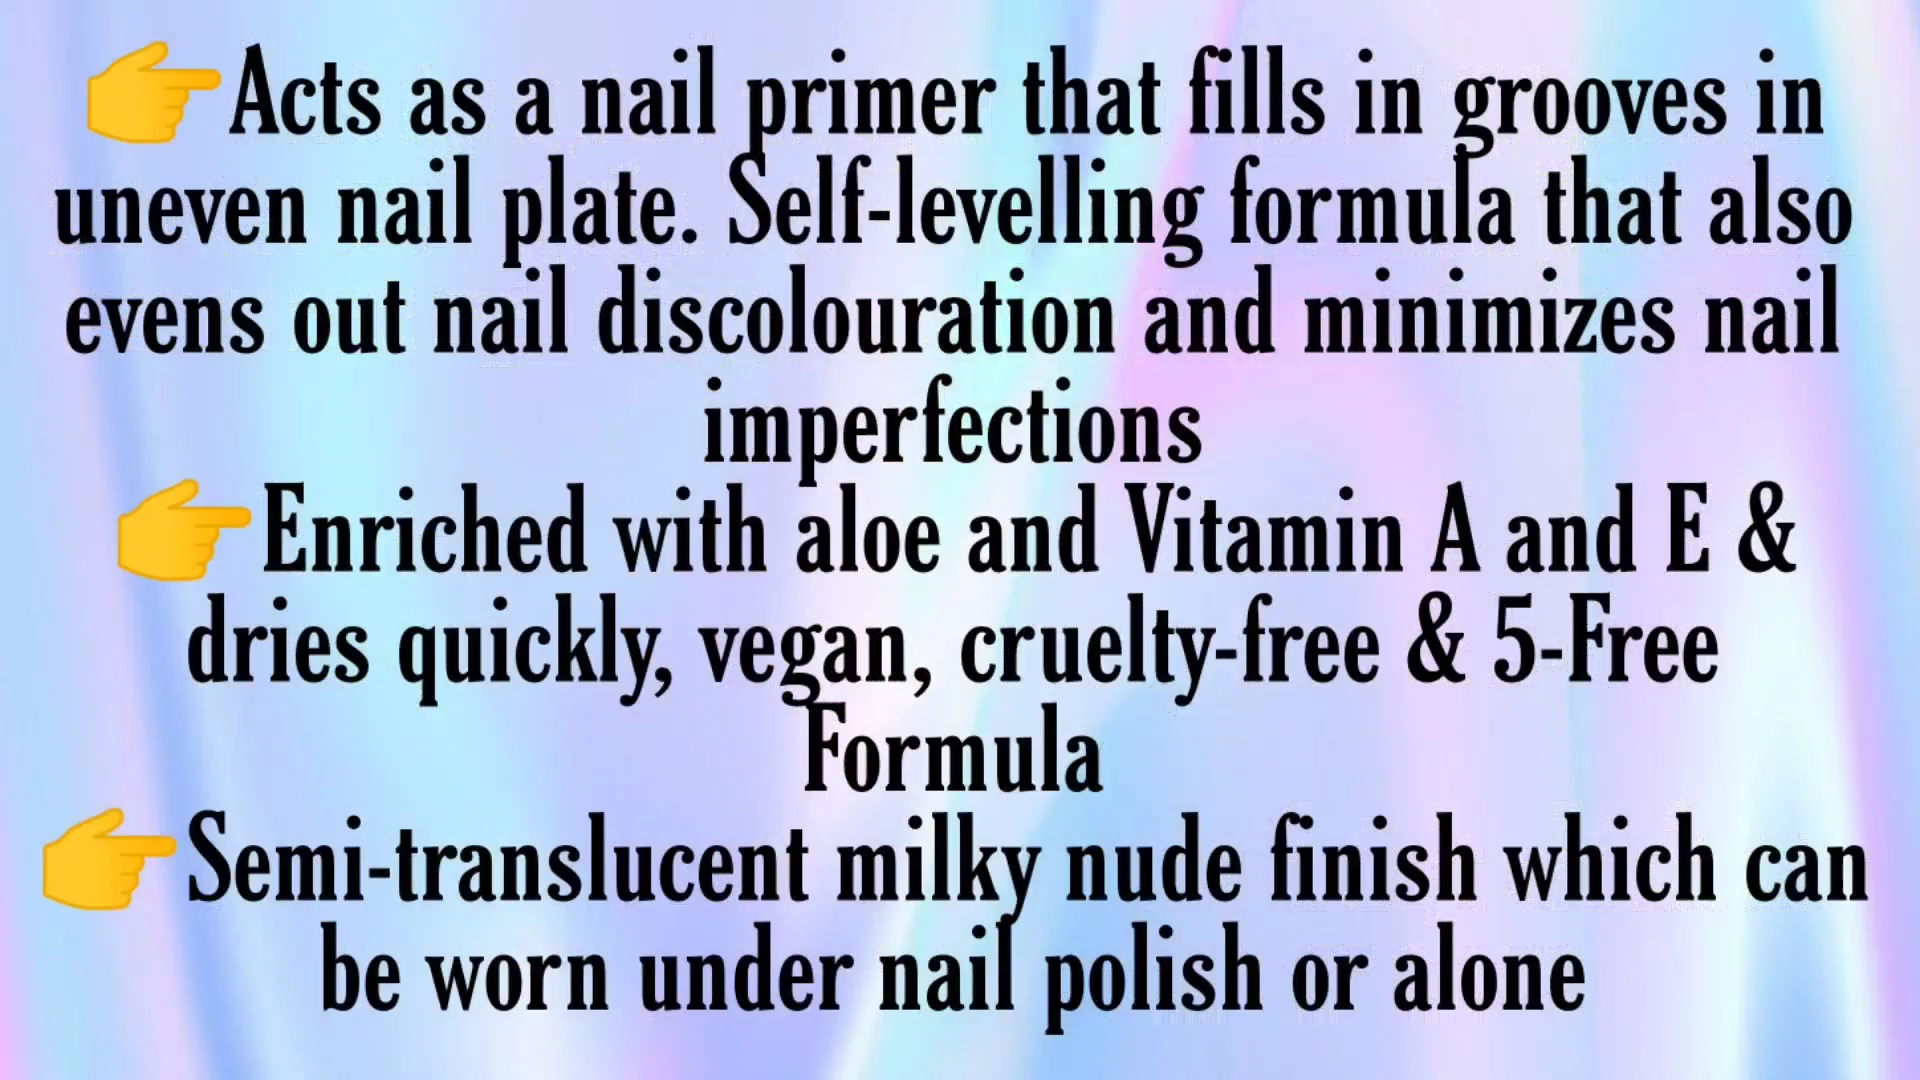 👉Acts as a nail primer that fills in grooves in
uneven nail plate. Self-levelling formula that also
evens out nail discolouration and minimizes nail
imperfections
👉Enriched with aloe and Vitamin A and E &
dries quickly, vegan, cruelty-free & 5-Free
Formula
👉Semi-translucent milky nude finish which can
be worn under nail polish or alone